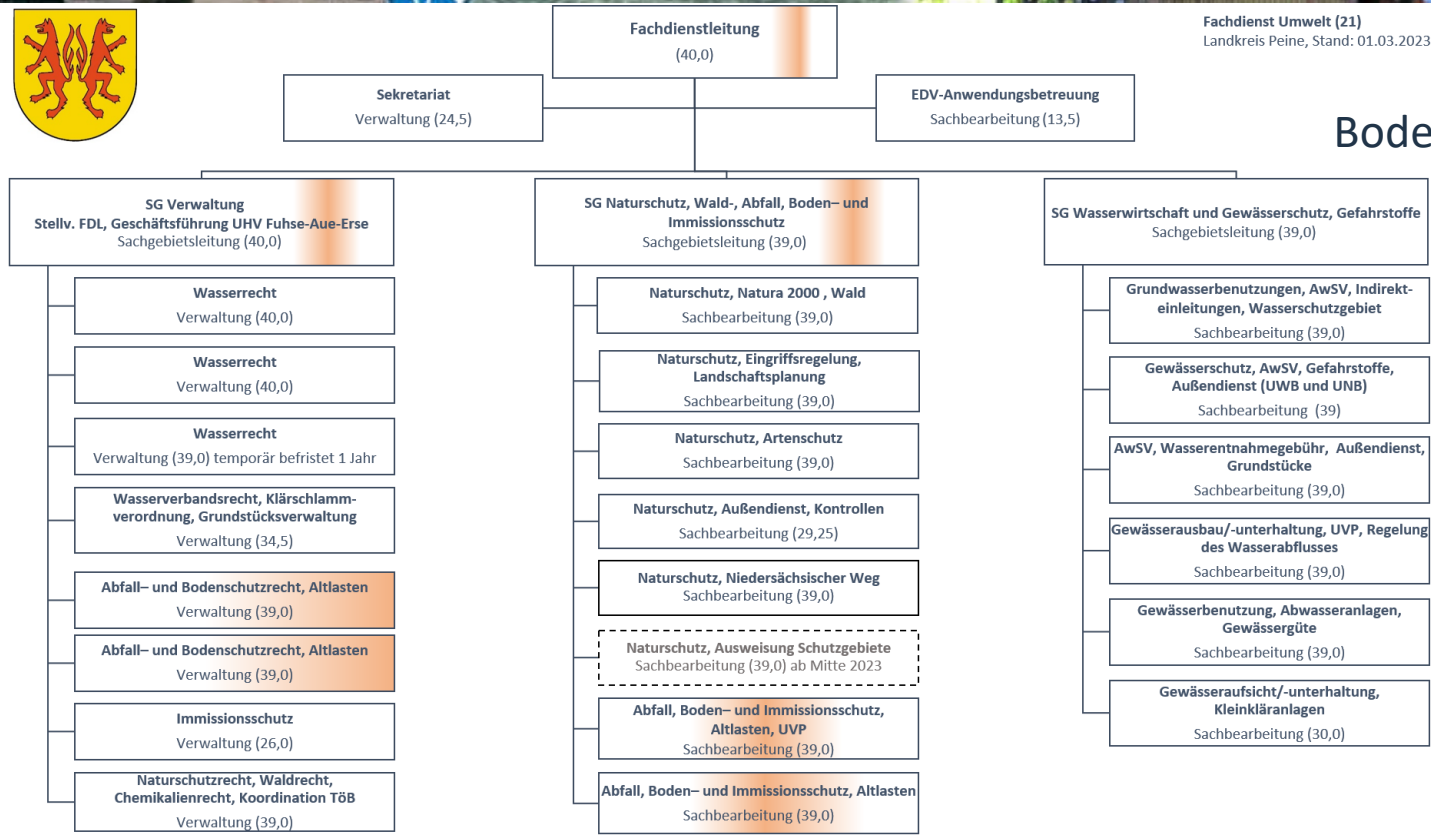 Fachdienst Umwelt (21)
Landkreis Peine, Stand: 01.03.2023
Fachdienstleitung
(40,0)
Sekretariat
Verwaltung (24,5)
EDV-Anwendungsbetreuung
Sachbearbeitung (13,5)
Bode
SG Verwaltung
Stellv. FDL, Geschäftsführung UHV Fuhse-Aue-Erse
Sachgebietsleitung (40,0)
Wasserrecht
Verwaltung (40,0)
Wasserrecht
Verwaltung (40,0)
Wasserrecht
Verwaltung (39,0) temporär befristet 1 Jahr
Wasserverbandsrecht, Klärschlamm-
verordnung, Grundstücksverwaltung
Verwaltung (34,5)
Abfall– und Bodenschutzrecht, Altlasten
Verwaltung (39,0)
Abfall– und Bodenschutzrecht, Altlasten
Verwaltung (39,0)
Immissionsschutz
Verwaltung (26,0)
Naturschutzrecht, Waldrecht,
Chemikalienrecht, Koordination TöB
Verwaltung (39,0)
SG Naturschutz, Wald-, Abfall, Boden– und
Immissionsschutz
Sachgebietsleitung (39,0)
Naturschutz, Natura 2000 , Wald
Sachbearbeitung (39,0)
Naturschutz, Eingriffsregelung,
Landschaftsplanung
Sachbearbeitung (39,0)
Naturschutz, Artenschutz
Sachbearbeitung (39,0)
Naturschutz, Außendienst, Kontrollen
Sachbearbeitung (29,25)
Naturschutz, Niedersächsischer Weg
Sachbearbeitung (39,0)
Naturschutz, Ausweisung Schutzgebiete
Sachbearbeitung (39,0) ab Mitte 2023
Abfall, Boden– und Immissionsschutz,
Altlasten, UVP
Sachbearbeitung (39,0)
Abfall, Boden– und Immissionsschutz, Altlasten
Sachbearbeitung (39,0)
SG Wasserwirtschaft und Gewässerschutz, Gefahrstoffe
Sachgebietsleitung (39,0)
Grundwasserbenutzungen, AwSV, Indirekt-
einleitungen, Wasserschutzgebiet
Sachbearbeitung (39,0)
Gewässerschutz, AwSV, Gefahrstoffe,
Außendienst (UWB und UNB)
Sachbearbeitung (39)
AwSV, Wasserentnahmegebühr, Außendienst,
Grundstücke
Sachbearbeitung (39,0)
Gewässerausbau/-unterhaltung, UVP, Regelung
des Wasserabflusses
Sachbearbeitung (39,0)
Gewässerbenutzung, Abwasseranlagen,
Gewässergüte
Sachbearbeitung (39,0)
Gewässeraufsicht/-unterhaltung,
Kleinkläranlagen
Sachbearbeitung (30,0)